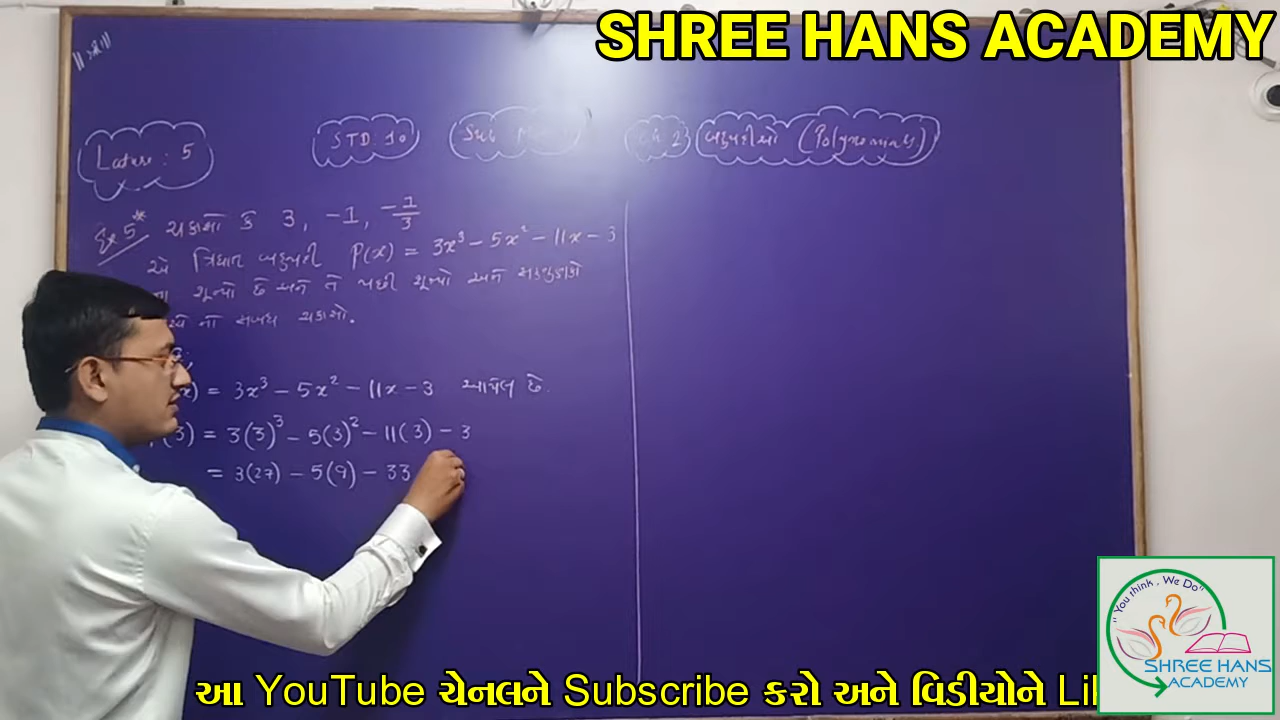 SHREE HANS ACADEMY
Lature : 5
STD : 10
Sub
2
બહુપદીઓ (Polynomials)
Ex 5* ચકાસો કે 3, -1, -1/3
એ ત્રિઘાત બહુપદી P(x) = 3x³ - 5x² - 11x - 3
ના શૂન્યો છે અને તે પછી શૂન્યો અને સહગુણકો
નો સંબંધ ચકાસો.
x) = 3x³ - 5x² - 11x - 3 આપેલ છે.
(3) = 3(3)³ - 5(3)² - 11(3) - 3
= 3(27) - 5(9) - 33
"You think, We Do"
SHREE HANS
ACADEMY
આ YouTube ચેનલને Subscribe કરો અને વિડીયોને Li